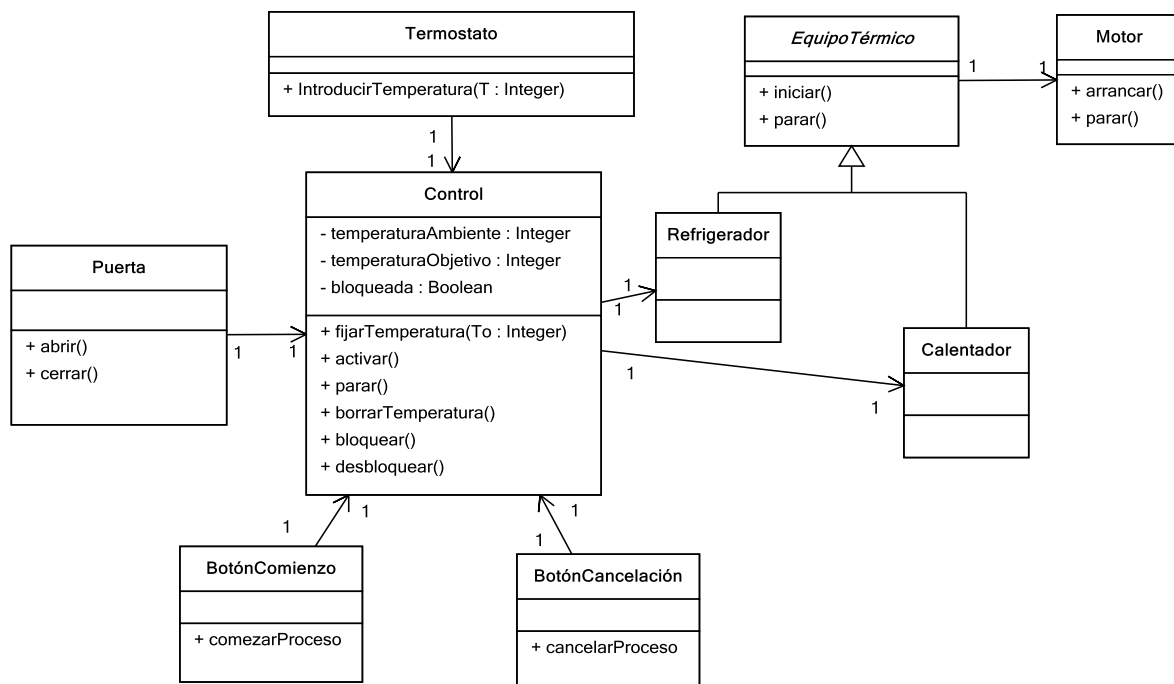 Termostato
+ IntroducirTemperatura(T : Integer)
1
1
EquipoTérmico
+ iniciar()
+ parar()
1
1
Motor
+ arrancar()
+ parar()
Control
- temperaturaAmbiente : Integer
- temperaturaObjetivo : Integer
- bloqueada : Boolean
+ fijarTemperatura(To : Integer)
+ activar()
+ parar()
+ borrarTemperatura()
+ bloquear()
+ desbloquear()
Puerta
+ abrir()
+ cerrar()
1
1
Refrigerador
1
1
Calentador
1
1
BotónComienzo
+ comezarProceso
1
1
BotónCancelación
+ cancelarProceso
1
1